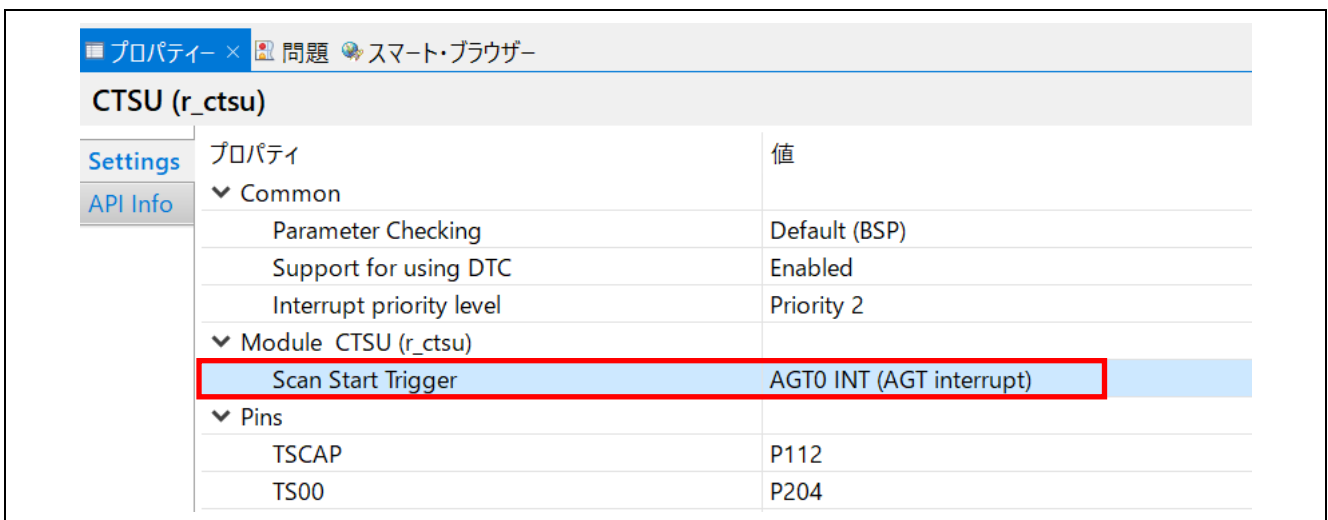 プロパティー × 問題 スマート・ブラウザー
CTSU (r_ctsu)
Settings プロパティ 値
API Info Common
Parameter Checking Default (BSP)
Support for using DTC Enabled
Interrupt priority level Priority 2
Module CTSU (r_ctsu)
Scan Start Trigger AGT0 INT (AGT interrupt)
Pins
TSCAP P112
TS00 P204